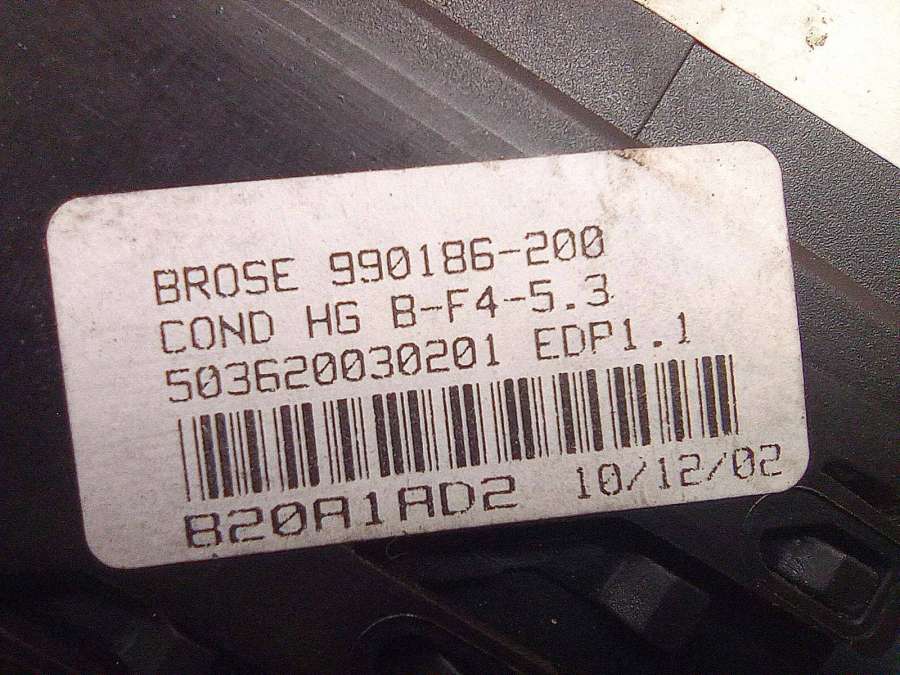 BROSE 990186-200
COND HG B-F4-5.3
503620030201 EDP1.1
B20A1AD2 10/12/02